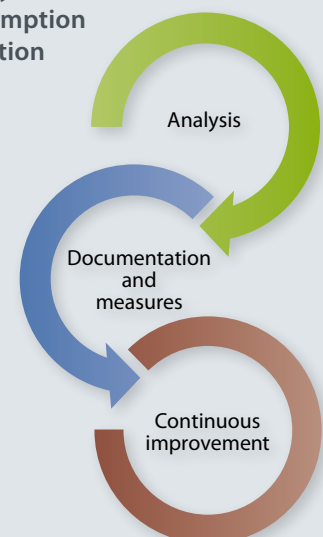 mption
tion
Analysis
Documentation
and
measures
Continuous
improvement